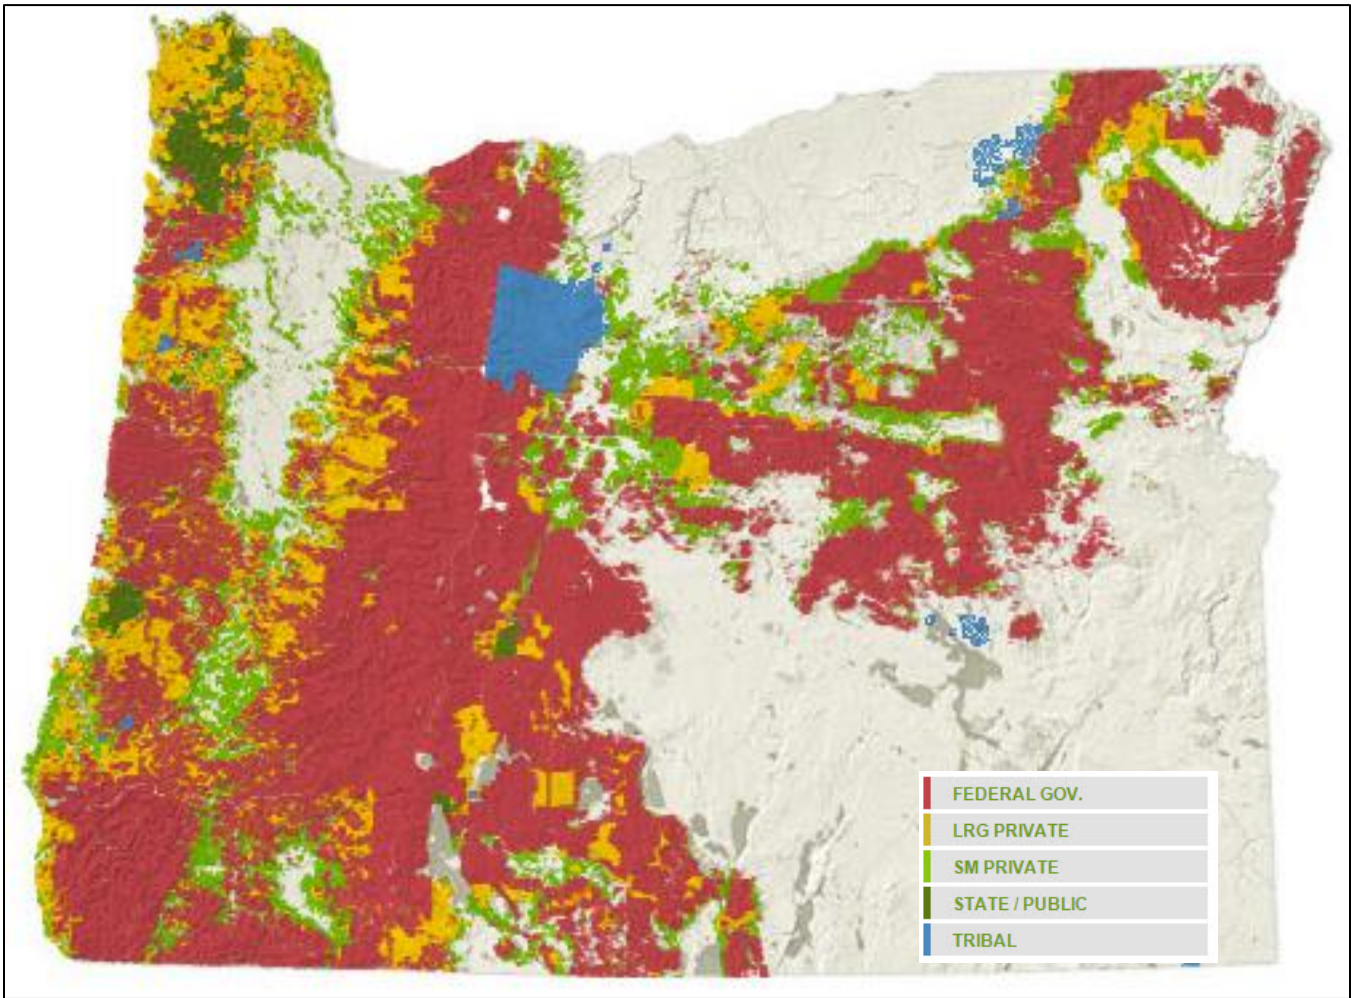 FEDERAL GOV.
LRG PRIVATE
SM PRIVATE
STATE / PUBLIC
TRIBAL